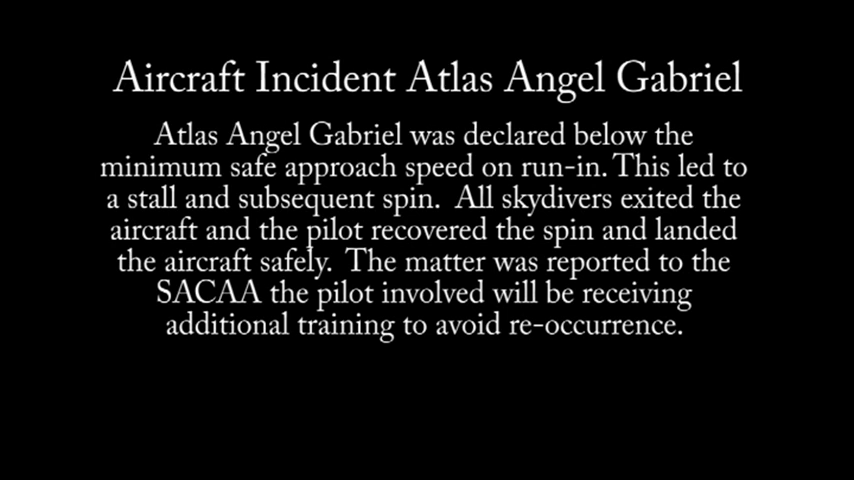 Aircraft Incident Atlas Angel Gabriel
Atlas Angel Gabriel was declared below the
minimum safe approach speed on run-in. This led to
a stall and subsequent spin. All skydivers exited the
aircraft and the pilot recovered the spin and landed
the aircraft safely. The matter was reported to the
SACAA the pilot involved will be receiving
additional training to avoid re-occurrence.